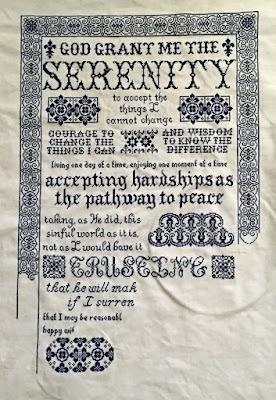 GOD GRANT ME THE
SERENITY
to accept the
things I
cannot change
COURAGE TO
CHANGE THE
THINGS I CAN
AND WISDOM
TO KNOW THE
DIFFERENCE
living one day at a time, enjoying one moment at a time
accepting hardships as
the pathway to peace
taking, as He did, this
sinful world as it is,
not as I would have it
TRUSTING
that he will mak
if I surren
that I may be reasonabl
happy wit